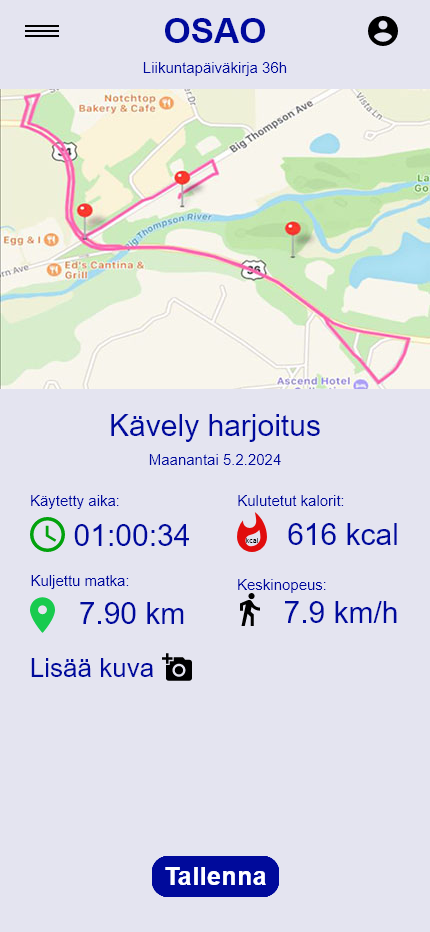 OSAO
Liikuntapäiväkirja 36h
Notchtop
Bakery & Cafe
Vista Ln
34
Big Thompson Ave
Big Thompson River
Egg & I
Ed's Cantina &
Grill
36
Ascend Hotel
Kävely harjoitus
Maanantai 5.2.2024
Käytetty aika:
01:00:34
Kulutetut kalorit:
kcal
616 kcal
Kuljettu matka:
7.90 km
Keskinopeus:
7.9 km/h
Lisää kuva
Tallenna